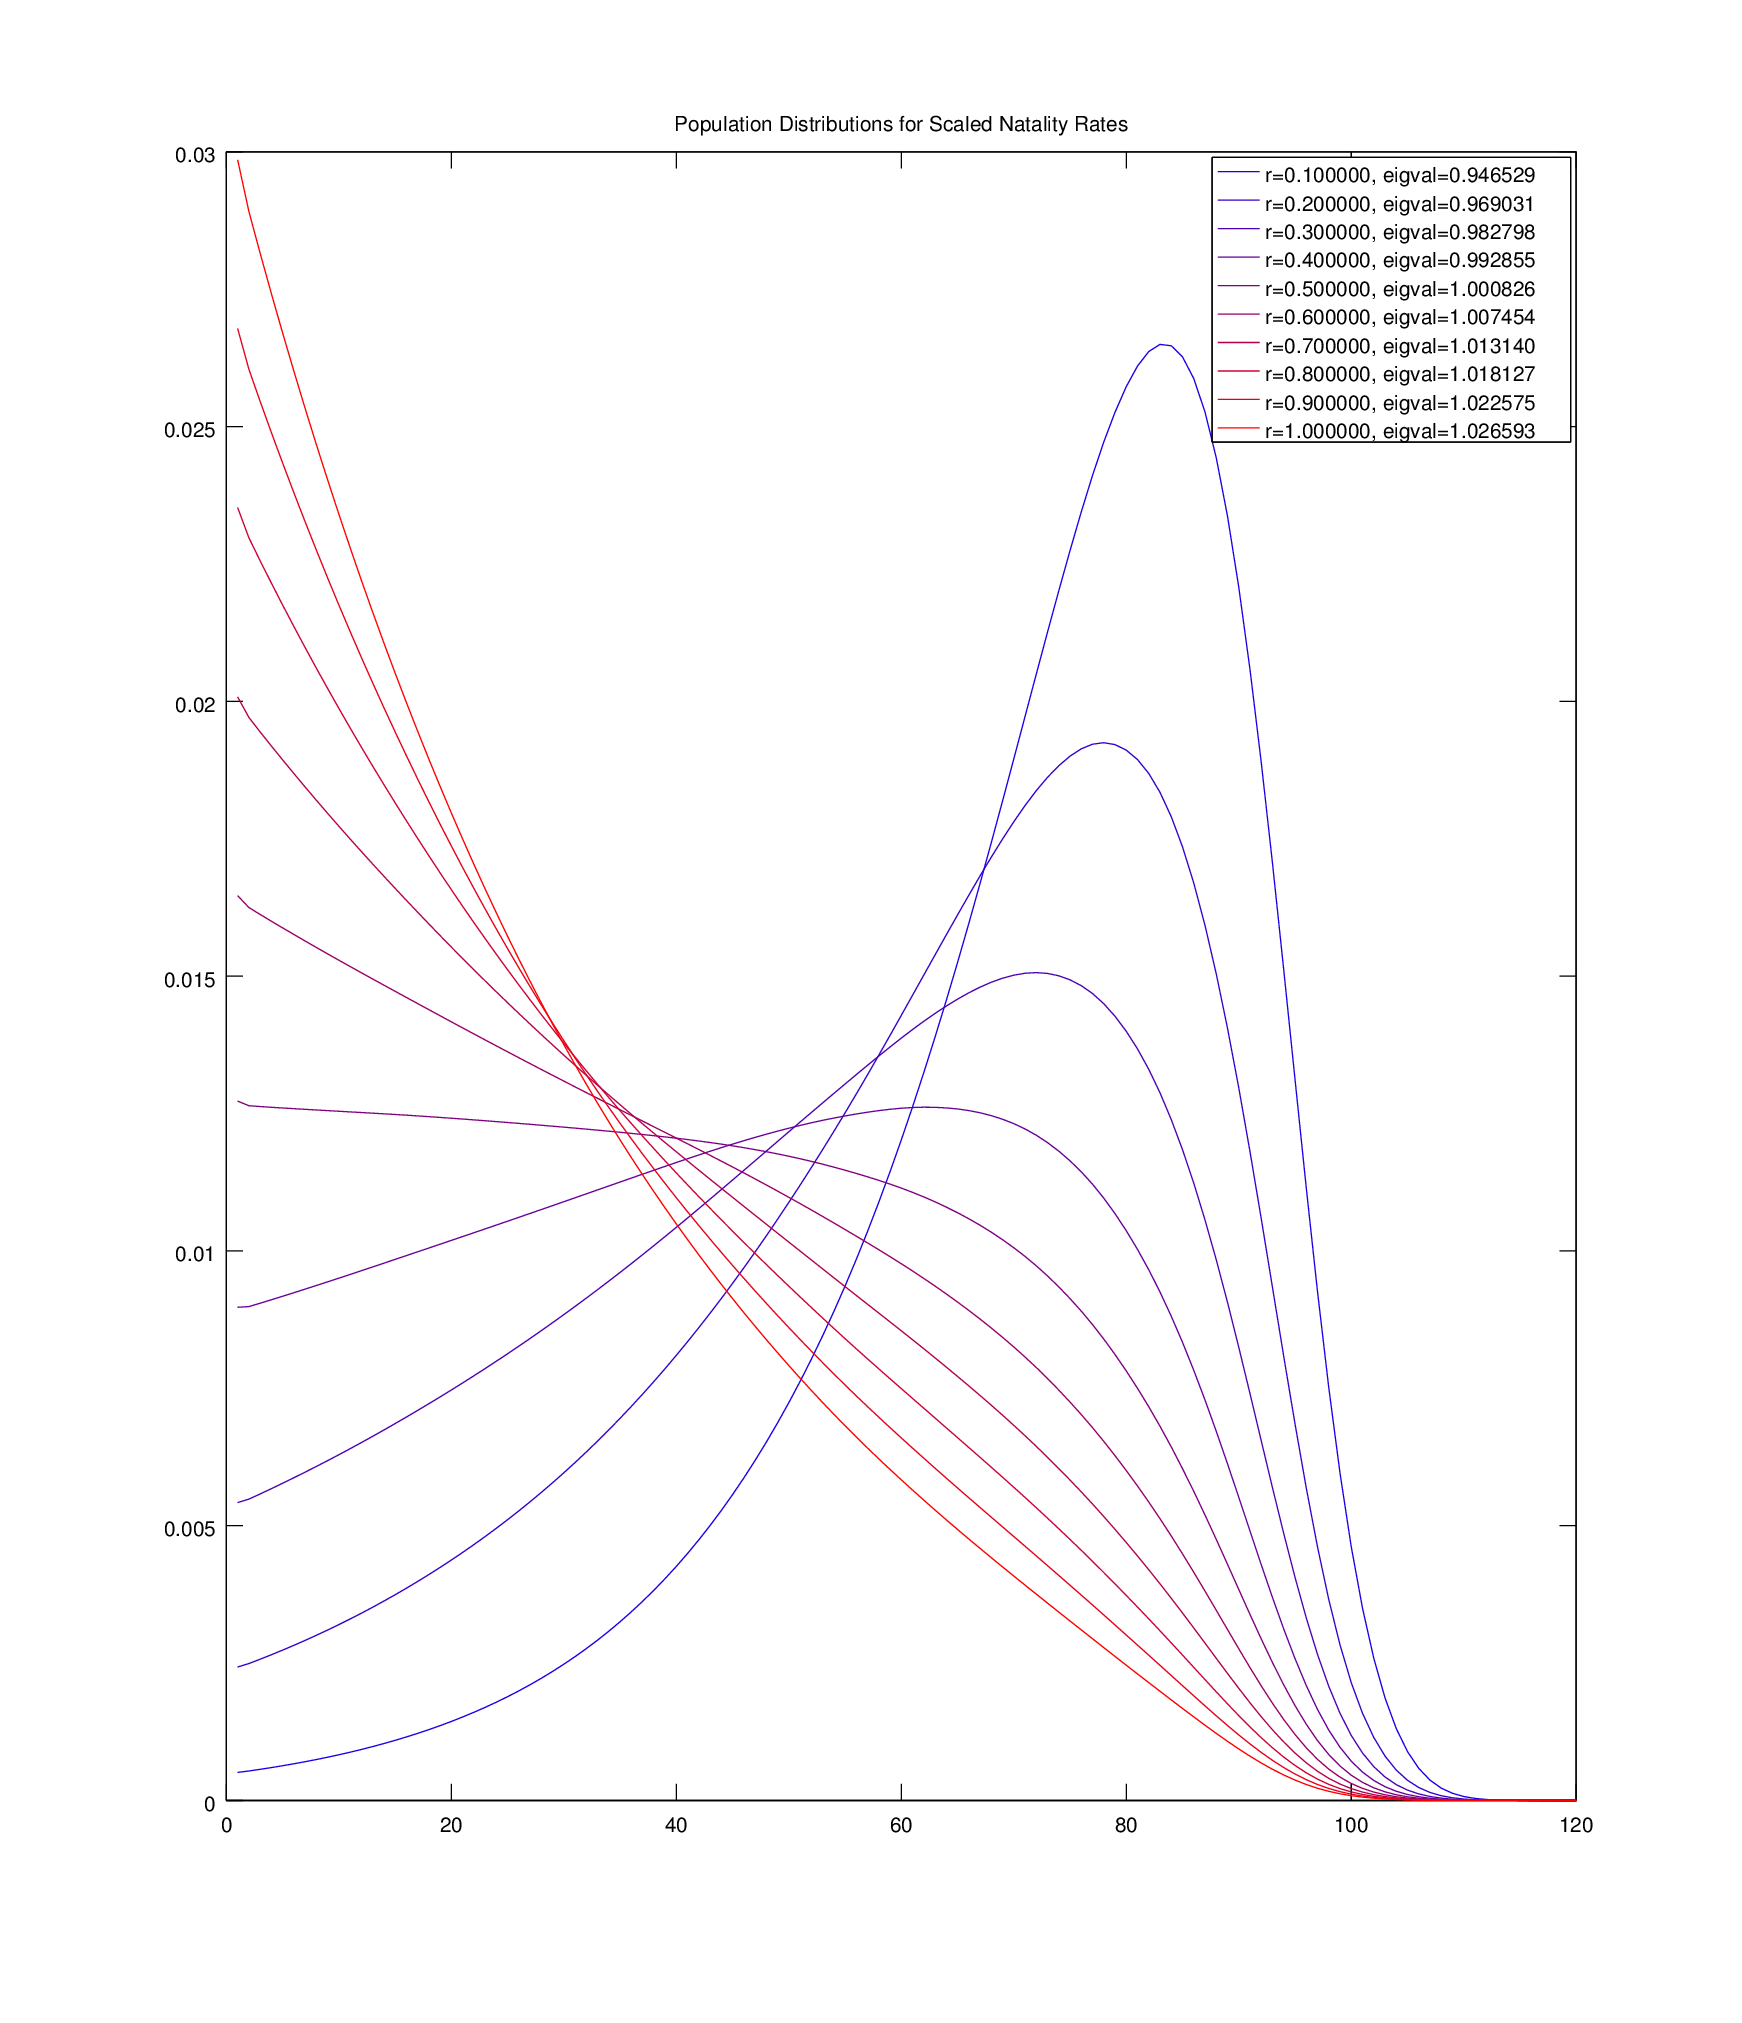 Population Distributions for Scaled Natality Rates
0.03
0.025
0.02
0.015
0.01
0.005
0
0
20
40
60
80
100
120
r=0.100000, eigval=0.946529
r=0.200000, eigval=0.969031
r=0.300000, eigval=0.982798
r=0.400000, eigval=0.992855
r=0.500000, eigval=1.000826
r=0.600000, eigval=1.007454
r=0.700000, eigval=1.013140
r=0.800000, eigval=1.018127
r=0.900000, eigval=1.022575
r=1.000000, eigval=1.026593